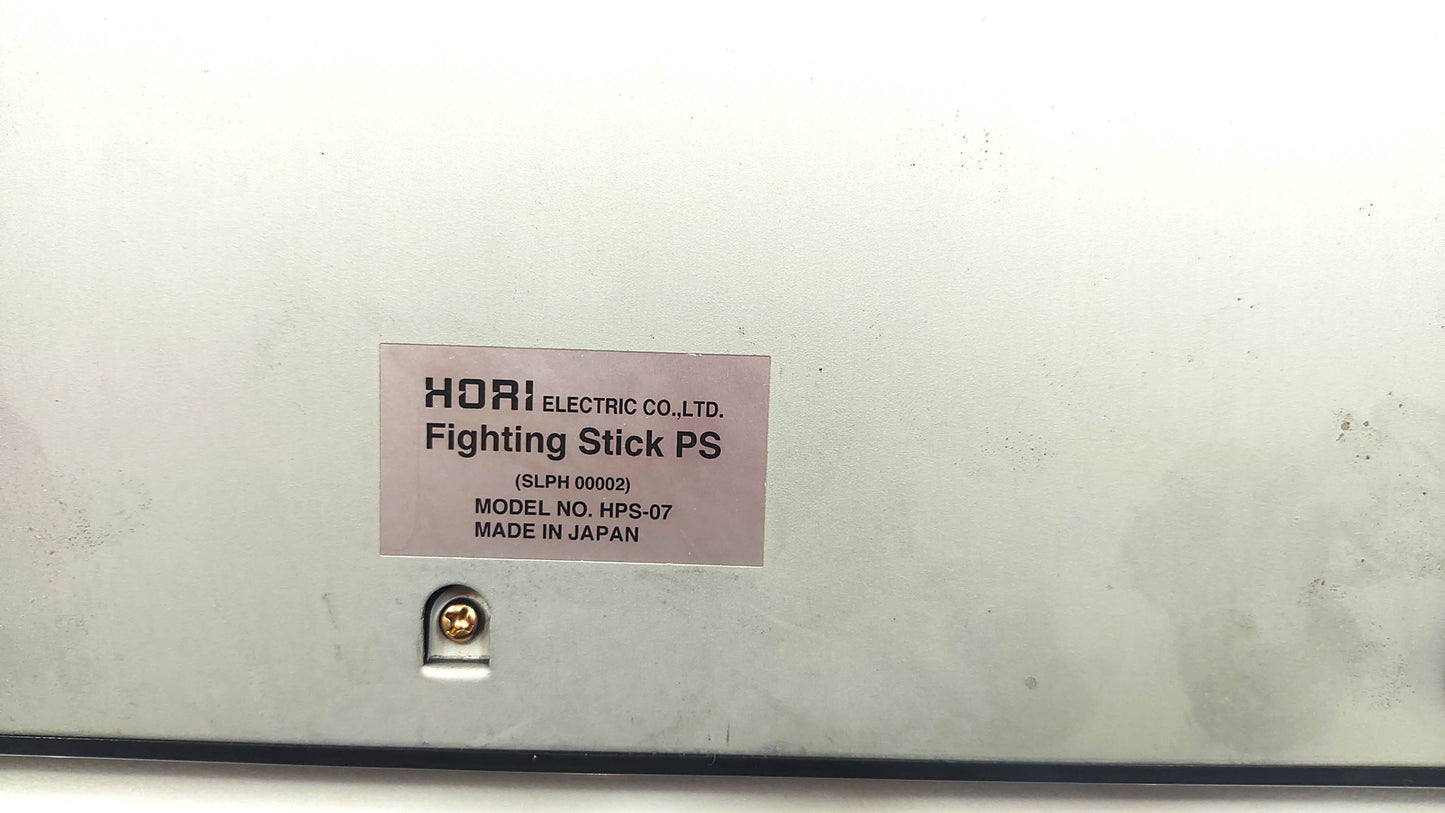 HORI ELECTRIC CO.,LTD.
Fighting Stick PS
(SLPH 00002)
MODEL NO. HPS-07
MADE IN JAPAN